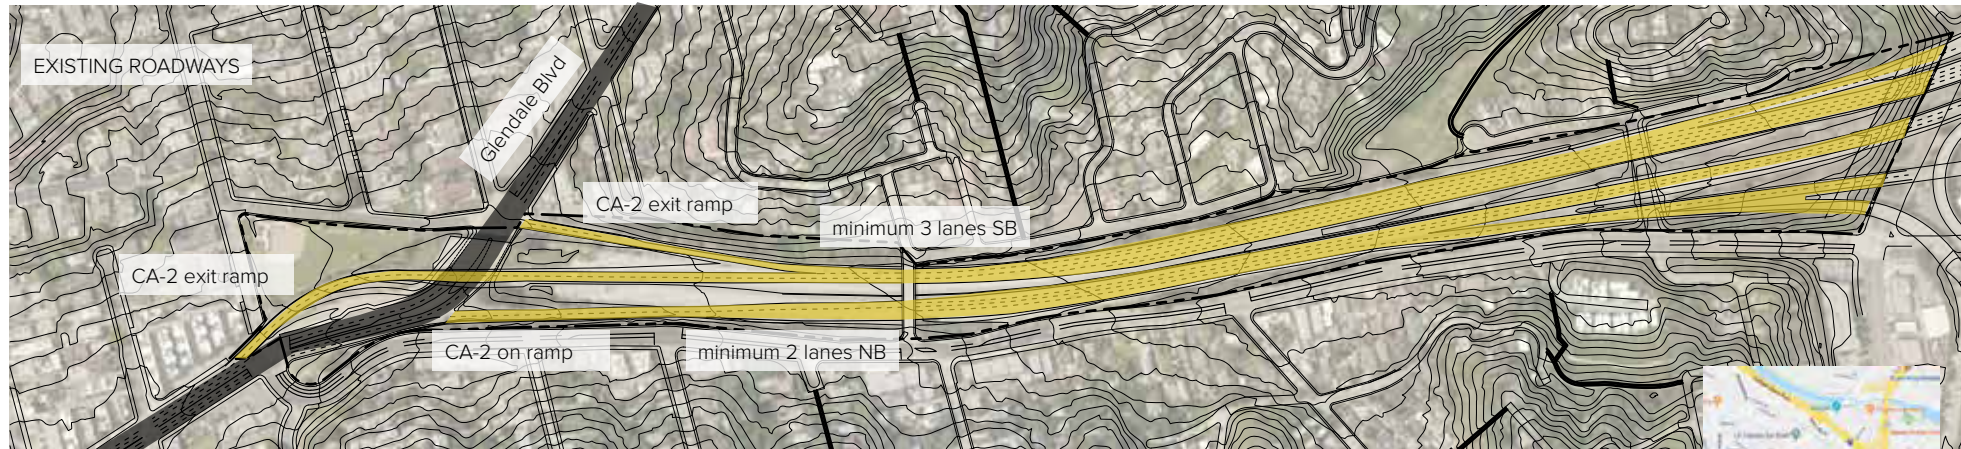 EXISTING ROADWAYS
Glendale Blvd
CA-2 exit ramp
minimum 3 lanes SB
CA-2 exit ramp
CA-2 on ramp
minimum 2 lanes NB